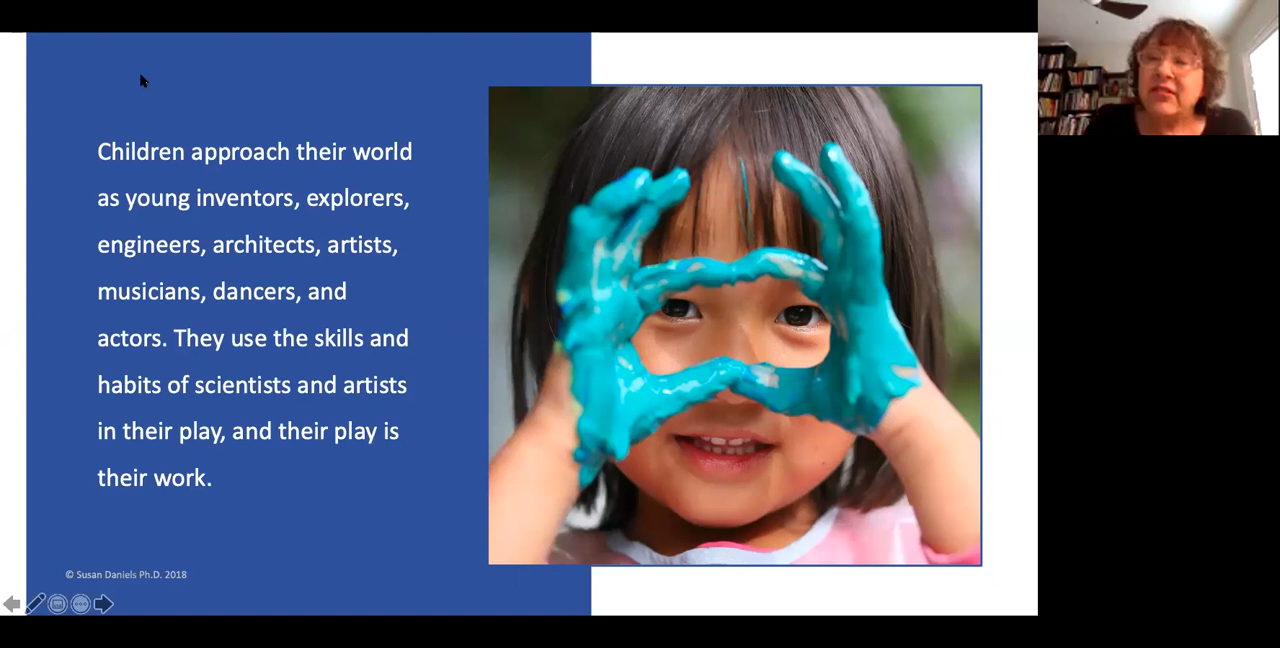 Children approach their world
as young inventors, explorers,
engineers, architects, artists,
musicians, dancers, and
actors. They use the skills and
habits of scientists and artists
in their play, and their play is
their work.
© Susan Daniels Ph.D. 2018